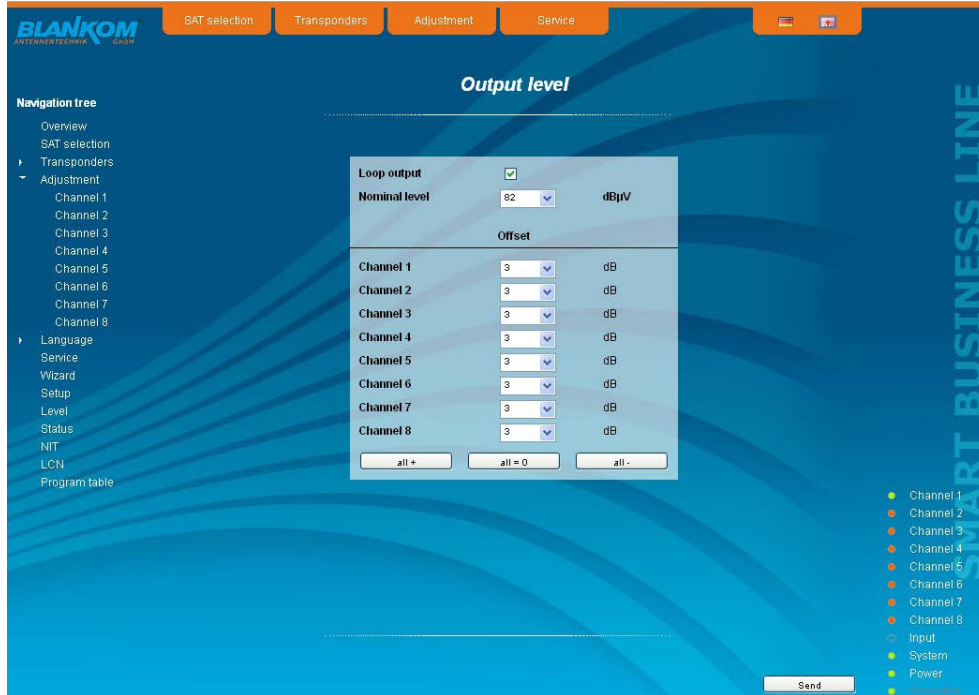 BLANKOM
ANTENNENTECHNIK GmbH
SAT selection
Transponders
Adjustment
Service
Output level
Navigation tree
Overview
SAT selection
Transponders
Adjustment
Channel 1
Channel 2
Channel 3
Channel 4
Channel 5
Channel 6
Channel 7
Channel 8
Language
Service
Wizard
Setup
Level
Status
NIT
LCN
Program table
Loop output
Nominal level 82 dBµV
Offset
Channel 1 3 dB
Channel 2 3 dB
Channel 3 3 dB
Channel 4 3 dB
Channel 5 3 dB
Channel 6 3 dB
Channel 7 3 dB
Channel 8 3 dB
all + all = 0 all -
SMART BUSINESS LINE
Channel 1
Channel 2
Channel 3
Channel 4
Channel 5
Channel 6
Channel 7
Channel 8
Input
System
Power
Send